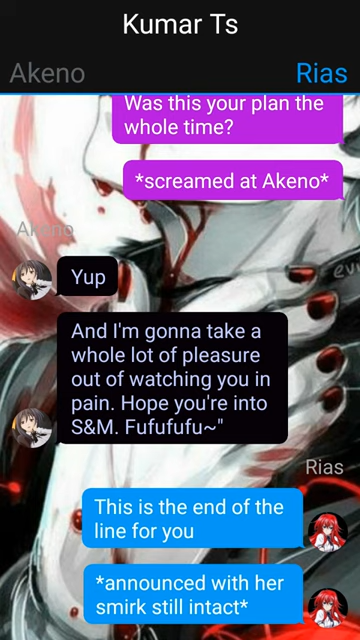 Kumar Ts
Akeno
Rias
Was this your plan the
whole time?
*screamed at Akeno*
Akeno
Yup
And I'm gonna take a
whole lot of pleasure
out of watching you in
pain. Hope you're into
S&M. Fufufufu~"
Rias
This is the end of the
line for you
*announced with her
smirk still intact*